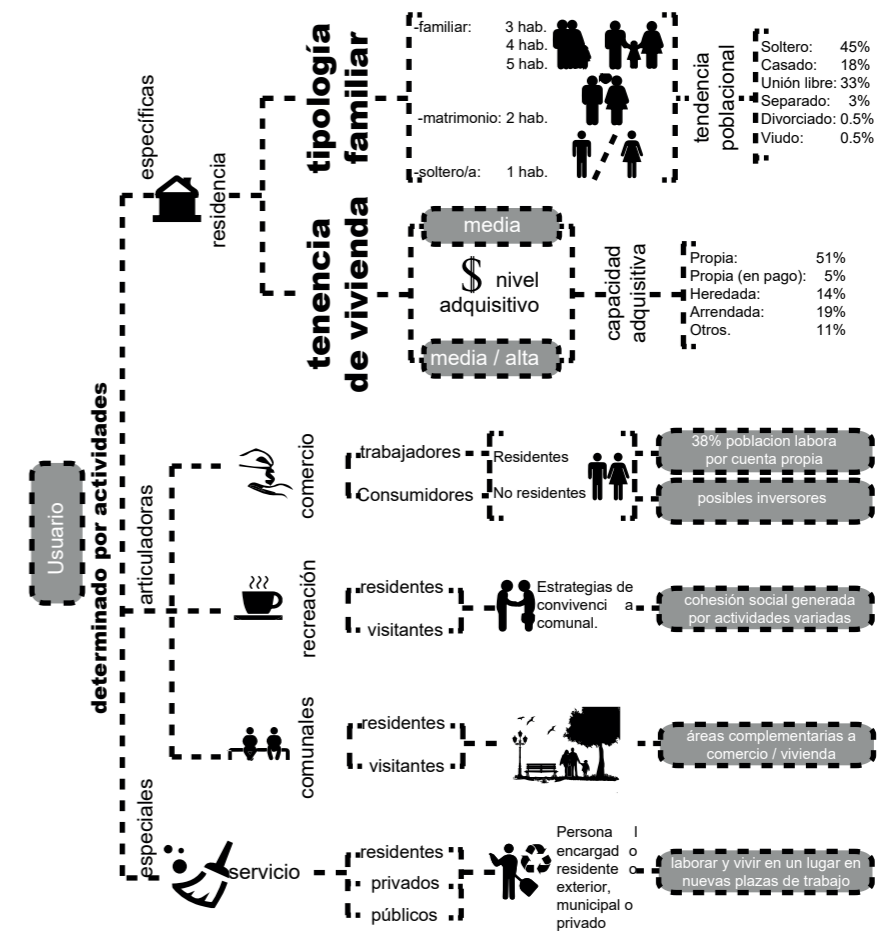 Usuario
determinado por actividades
específicas
residencia
tipología
familiar
-familiar: 3 hab.
4 hab.
5 hab.
-matrimonio: 2 hab.
-soltero/a: 1 hab.
tendencia
poblacional
Soltero: 45%
Casado: 18%
Unión libre: 33%
Separado: 3%
Divorciado: 0.5%
Viudo: 0.5%
tenencia
de vivienda
media
$ nivel
adquisitivo
media / alta
capacidad
adquisitiva
Propia: 51%
Propia (en pago): 5%
Heredada: 14%
Arrendada: 19%
Otros. 11%
articuladoras
comercio
trabajadores
Consumidores
Residentes
No residentes
38% poblacion labora
por cuenta propia
posibles inversores
recreación
residentes
visitantes
Estrategias de
convivenci a
comunal.
cohesión social generada
por actividades variadas
comunales
residentes
visitantes
áreas complementarias a
comercio / vivienda
especiales
servicio
residentes
privados
públicos
Persona l
encargad o
residente o
exterior,
municipal o
privado
laborar y vivir en un lugar en
nuevas plazas de trabajo